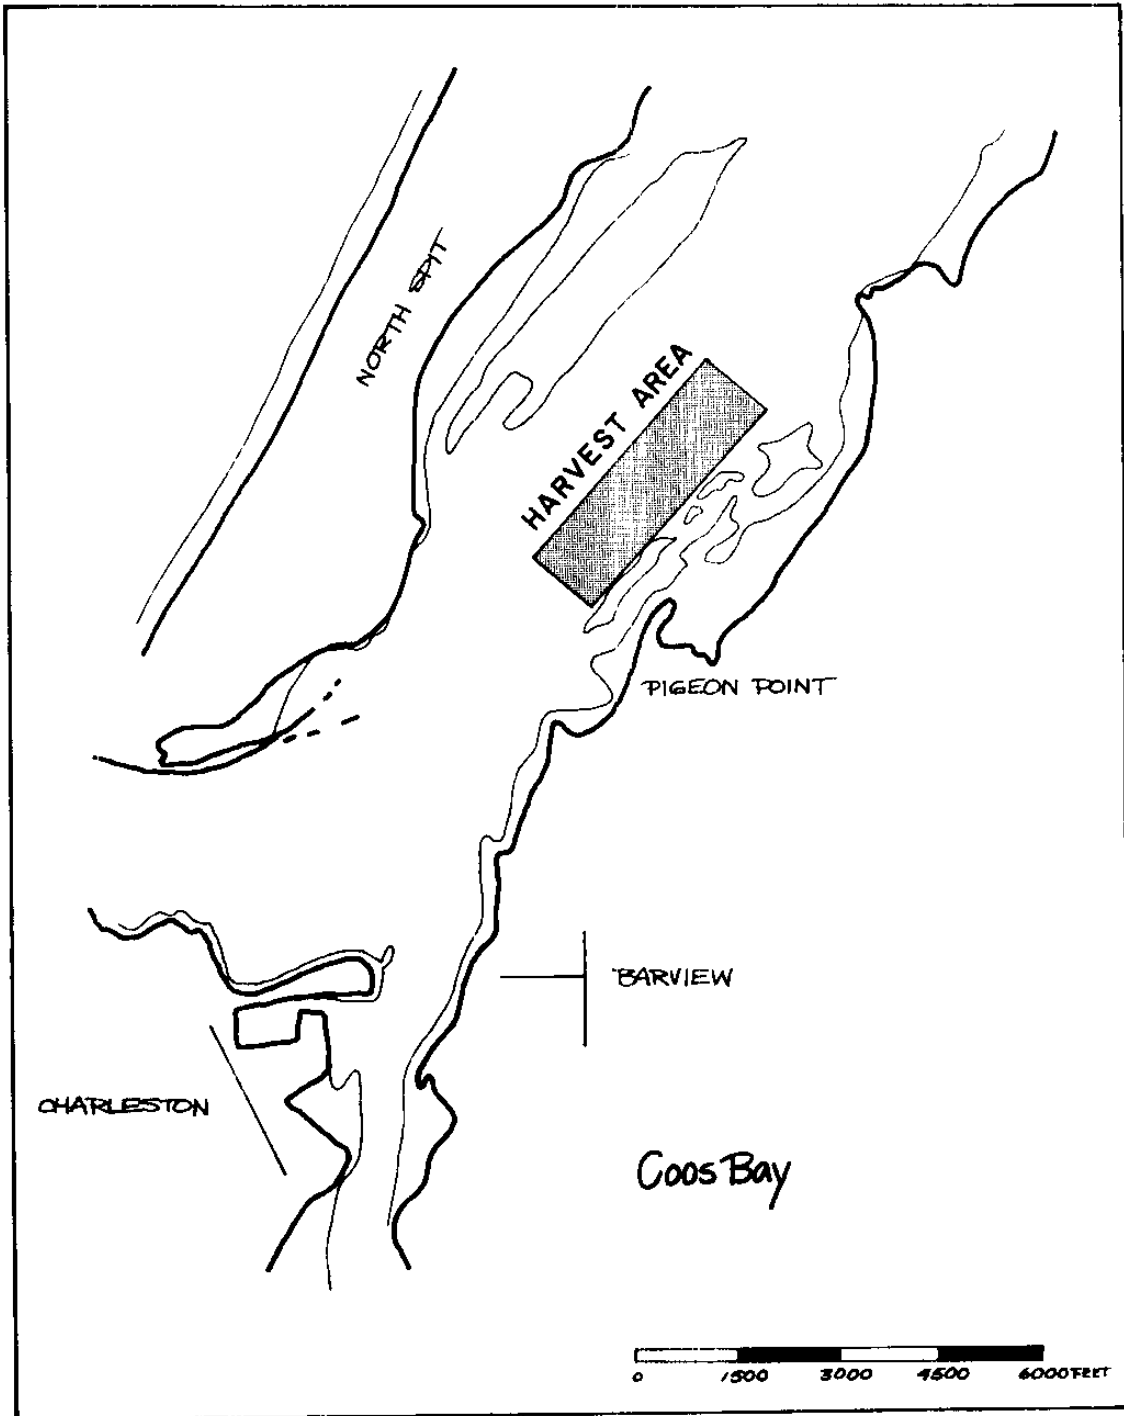 NORTH SPIT
HARVEST AREA
PIGEON POINT
BARVIEW
CHARLESTON
Coos Bay
0 1500 3000 4500 6000 FEET